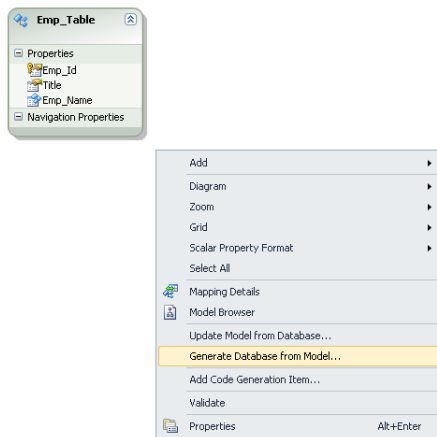 Emp_Table
Properties
Emp_Id
Title
Emp_Name
Navigation Properties
Add
Diagram
Zoom
Grid
Scalar Property Format
Select All
Mapping Details
Model Browser
Update Model from Database...
Generate Database from Model...
Add Code Generation Item...
Validate
Properties Alt+Enter